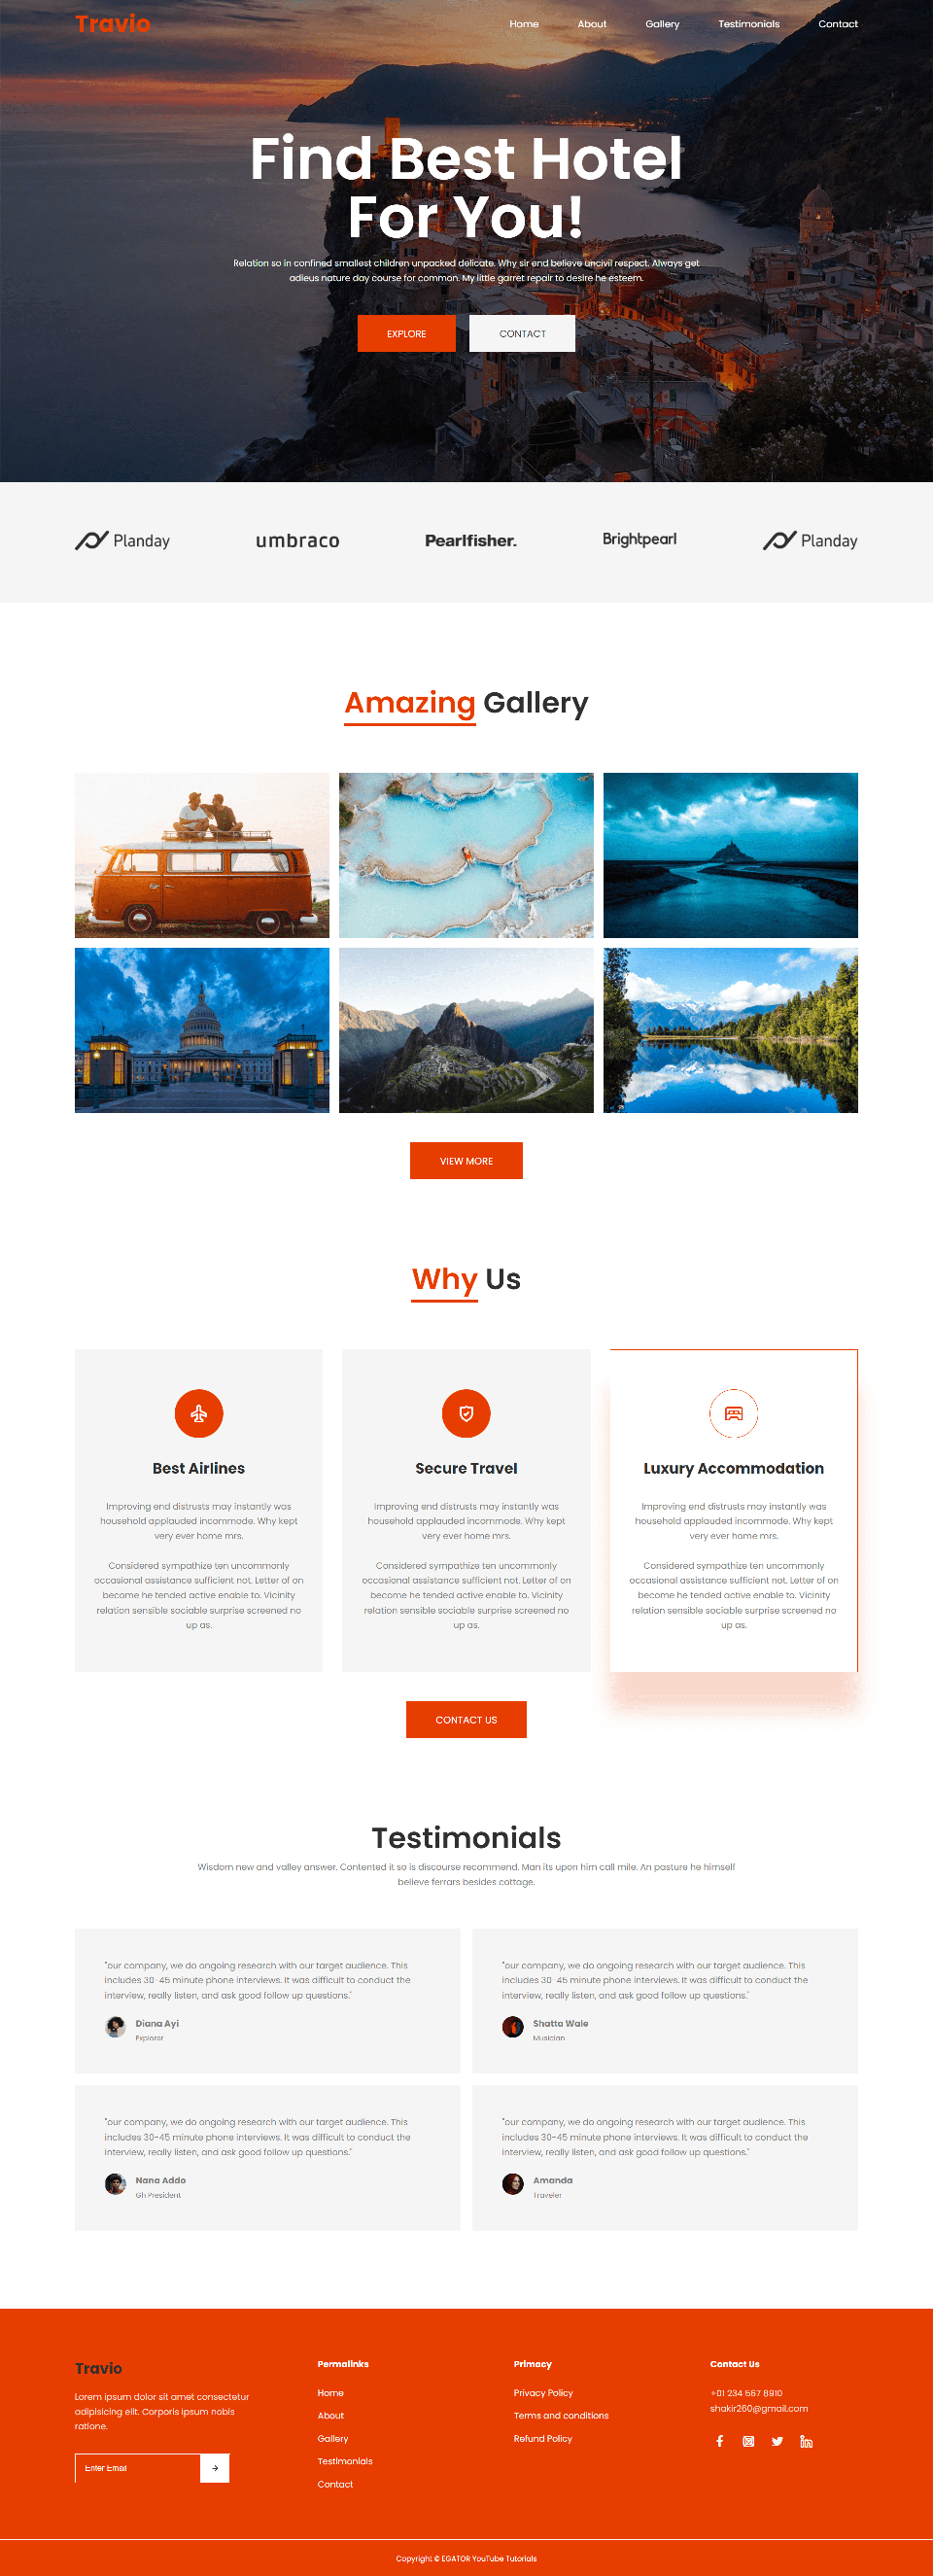 Travio
Home About Gallery Testimonials Contact
Find Best Hotel
For You!
Relation so in confined smallest children unpacked delicate. Why sir end believe uncivil respect. Always get
adieus nature day course for common. My little garret repair to desire he esteem.
EXPLORE CONTACT
Planday umbraco Pearlfisher. Brightpearl Planday
Amazing Gallery
VIEW MORE
Why Us
Best Airlines
Improving end distrusts may instantly was
household applauded incommode. Why kept
very ever home mrs.
Considered sympathize ten uncommonly
occasional assistance sufficient not. Letter of on
become he tended active enable to. Vicinity
relation sensible sociable surprise screened no
up as.
Secure Travel
Improving end distrusts may instantly was
household applauded incommode. Why kept
very ever home mrs.
Considered sympathize ten uncommonly
occasional assistance sufficient not. Letter of on
become he tended active enable to. Vicinity
relation sensible sociable surprise screened no
up as.
Luxury Accommodation
Improving end distrusts may instantly was
household applauded incommode. Why kept
very ever home mrs.
Considered sympathize ten uncommonly
occasional assistance sufficient not. Letter of on
become he tended active enable to. Vicinity
relation sensible sociable surprise screened no
up as.
CONTACT US
Testimonials
Wisdom new and valley answer. Contented it so is discourse recommend. Man its upon him call mile. An pasture he himself
believe ferrars besides cottage.
"our company, we do ongoing research with our target audience. This
includes 30-45 minute phone interviews. It was difficult to conduct the
interview, really listen, and ask good follow up questions."
Diana Ayi
Explorer
"our company, we do ongoing research with our target audience. This
includes 30-45 minute phone interviews. It was difficult to conduct the
interview, really listen, and ask good follow up questions."
Shatta Wale
Musician
"our company, we do ongoing research with our target audience. This
includes 30-45 minute phone interviews. It was difficult to conduct the
interview, really listen, and ask good follow up questions."
Nana Addo
Gh President
"our company, we do ongoing research with our target audience. This
includes 30-45 minute phone interviews. It was difficult to conduct the
interview, really listen, and ask good follow up questions."
Amanda
Traveler
Travio
Lorem ipsum dolor sit amet consectetur
adipisicing elit. Corporis ipsum nobis
ratione.
Enter Email
Permalinks
Home
About
Gallery
Testimonials
Contact
Primacy
Privacy Policy
Terms and conditions
Refund Policy
Contact Us
+01 234 567 8910
shakir260@gmail.com
Copyright © EGATOR YouTube Tutorials